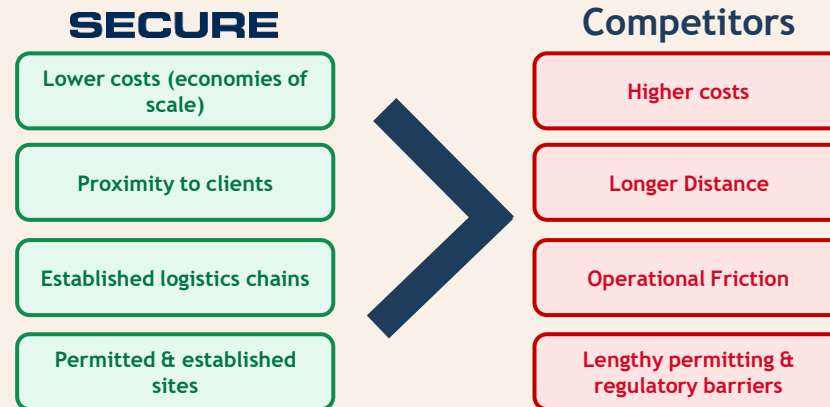 SECURE
Competitors
Lower costs (economies of
scale)
Higher costs
Proximity to clients
Longer Distance
Established logistics chains
Operational Friction
Permitted & established
sites
Lengthy permitting &
regulatory barriers